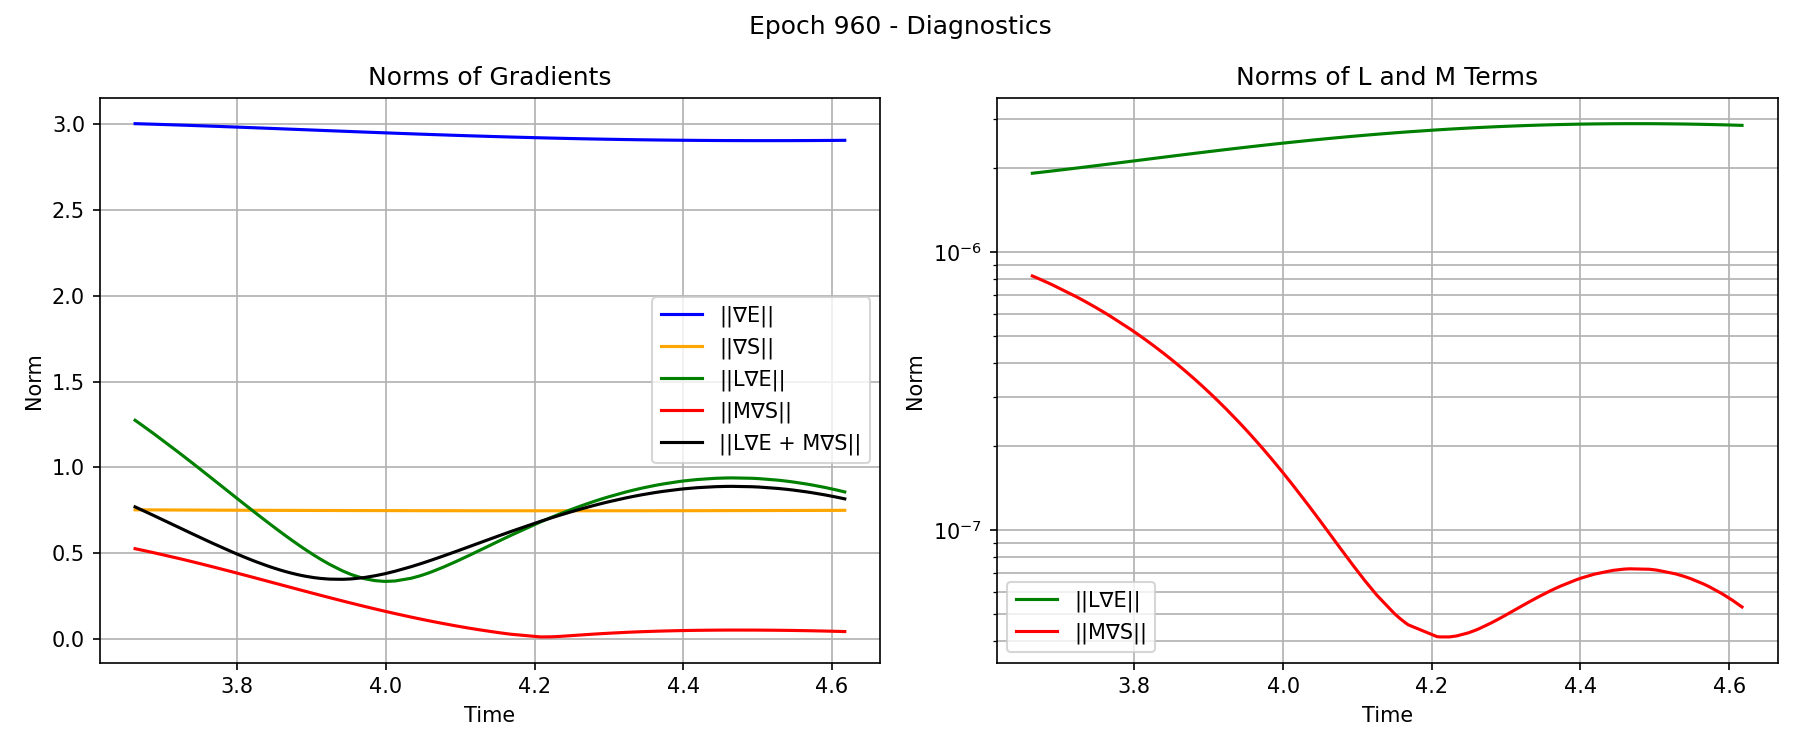 Epoch 960 - Diagnostics
Norms of Gradients
3.0
2.5
2.0
1.5
1.0
0.5
0.0
Norm
3.8 4.0 4.2 4.4 4.6
Time
||∇E||
||∇S||
||L∇E||
||M∇S||
||L∇E + M∇S||
Norms of L and M Terms
10⁻⁶
10⁻⁷
Norm
3.8 4.0 4.2 4.4 4.6
Time
||L∇E||
||M∇S||